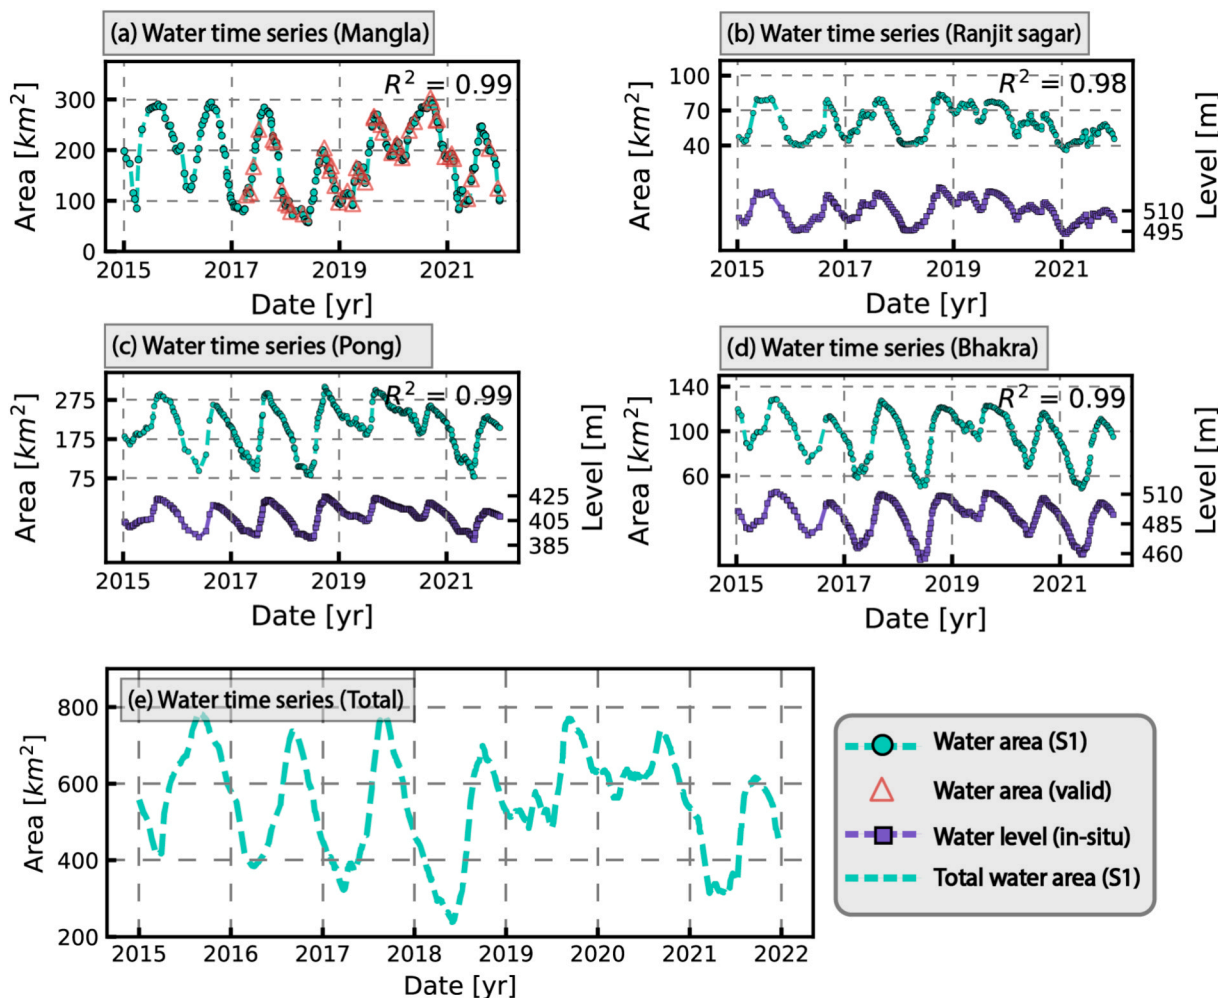 (a) Water time series (Mangla)
R² = 0.99
Area [km²]
300
200
100
0
2015 2017 2019 2021
Date [yr]
(b) Water time series (Ranjit sagar)
R² = 0.98
Area [km²]
100
70
40
510
495
Level [m]
2015 2017 2019 2021
Date [yr]
(c) Water time series (Pong)
R² = 0.99
Area [km²]
275
175
75
425
405
385
Level [m]
2015 2017 2019 2021
Date [yr]
(d) Water time series (Bhakra)
R² = 0.99
Area [km²]
140
100
60
510
485
460
Level [m]
2015 2017 2019 2021
Date [yr]
(e) Water time series (Total)
Area [km²]
800
600
400
200
2015 2016 2017 2018 2019 2020 2021 2022
Date [yr]
Water area (S1)
Water area (valid)
Water level (in-situ)
Total water area (S1)